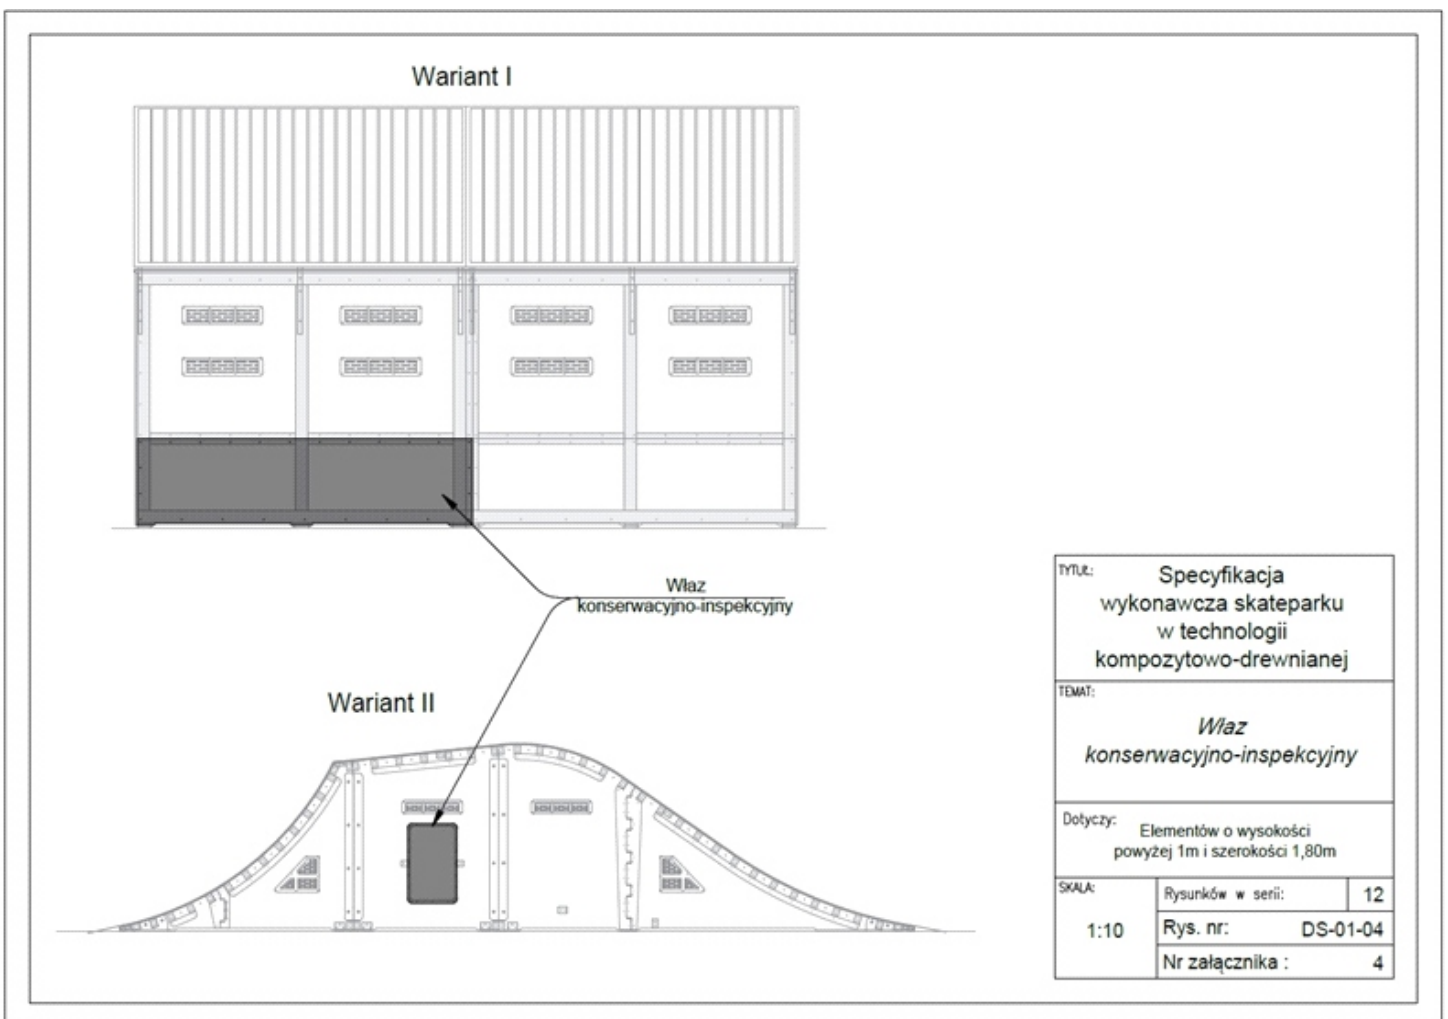 Wariant I
Właz
konserwacyjno-inspekcyjny
Wariant II
TYTUŁ:
Specyfikacja
wykonawcza skateparku
w technologii
kompozytowo-drewnianej
TEMAT:
Właz
konserwacyjno-inspekcyjny
Dotyczy:
Elementów o wysokości
powyżej 1m i szerokości 1,80m
SKALA:
1:10
Rysunków w serii: 12
Rys. nr: DS-01-04
Nr załącznika : 4